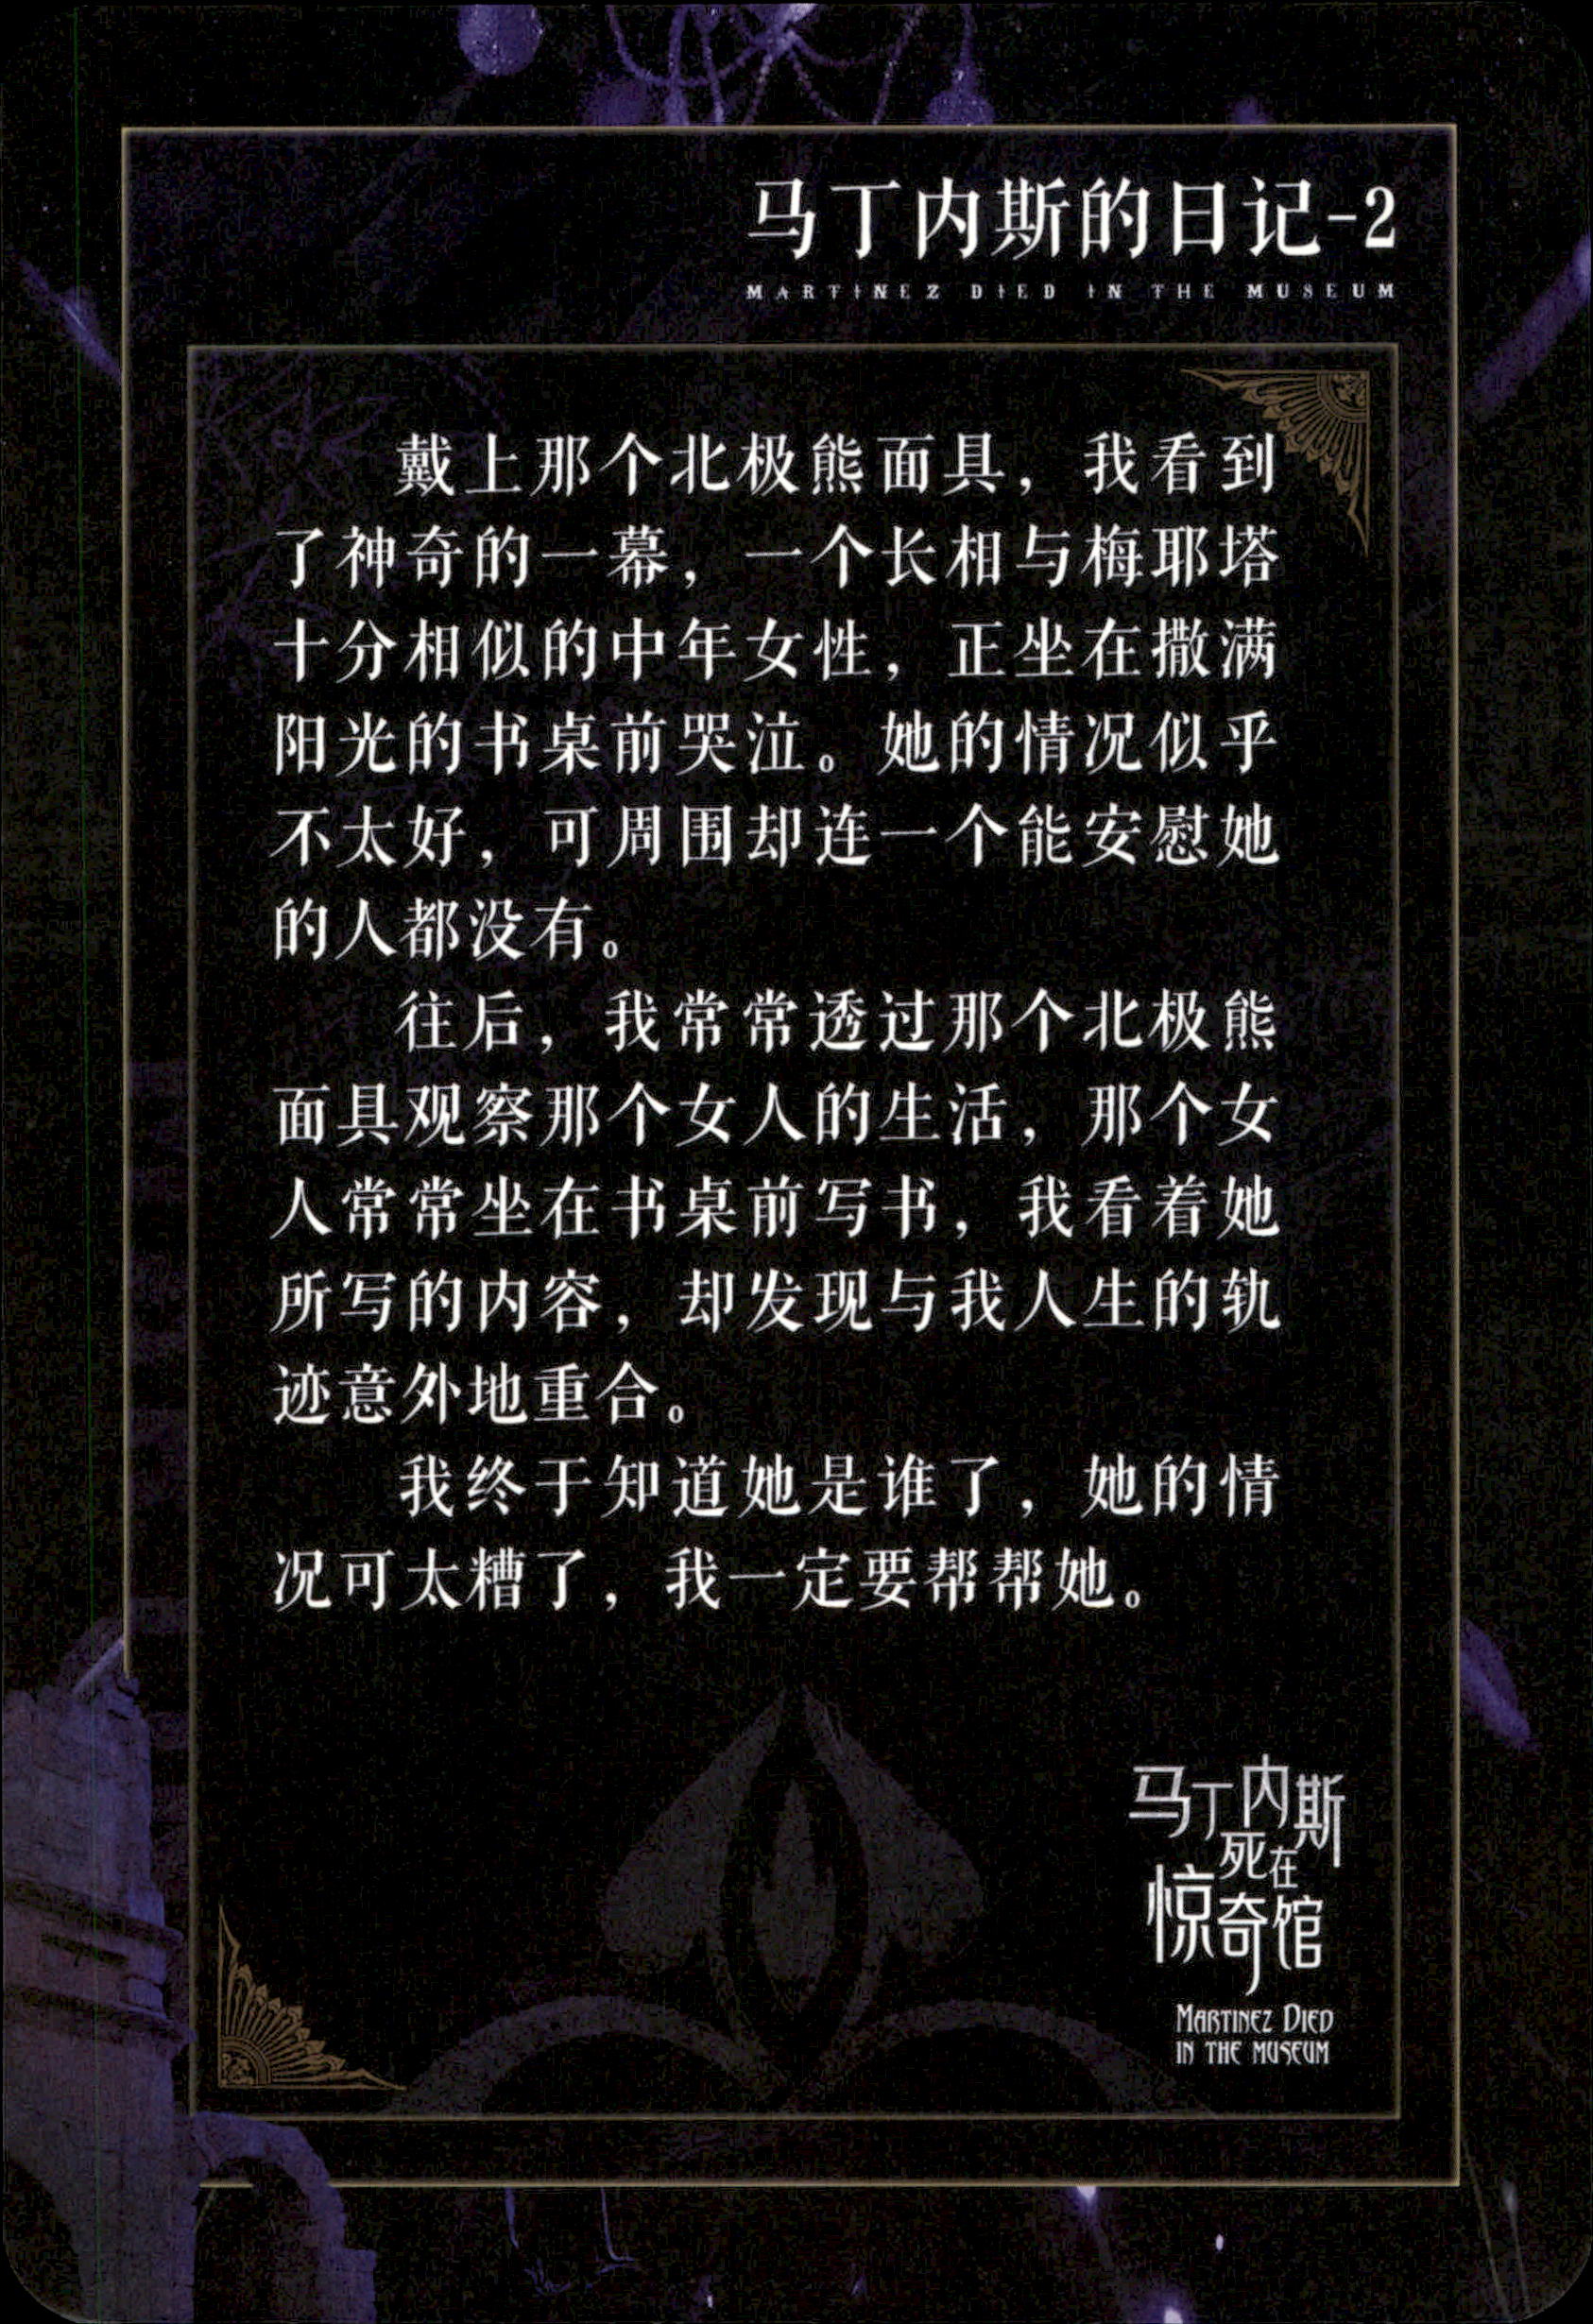 马丁内斯的日记-2
MARTINEZ DIED IN THE MUSEUM
戴上那个北极熊面具，我看到
了神奇的一幕，一个长相与梅耶塔
十分相似的中年女性，正坐在撒满
阳光的书桌前哭泣。她的情况似乎
不太好，可周围却连一个能安慰她
的人都没有。
往后，我常常透过那个北极熊
面具观察那个女人的生活，那个女
人常常坐在书桌前写书，我看着她
所写的内容，却发现与我人生的轨
迹意外地重合。
我终于知道她是谁了，她的情
况可太糟了，我一定要帮帮她。
马丁内斯
死在
惊奇馆
MARTINEZ DIED
IN THE MUSEUM